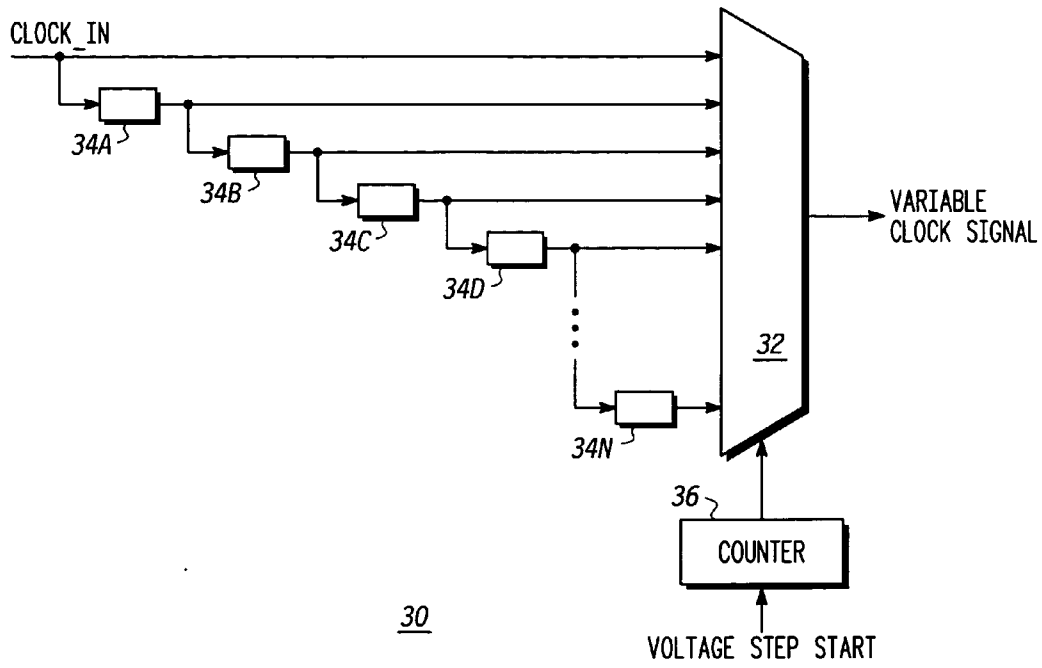 CLOCK_IN
34A
34B
34C
34D
34N
32
VARIABLE
CLOCK SIGNAL
36
COUNTER
30
VOLTAGE STEP START